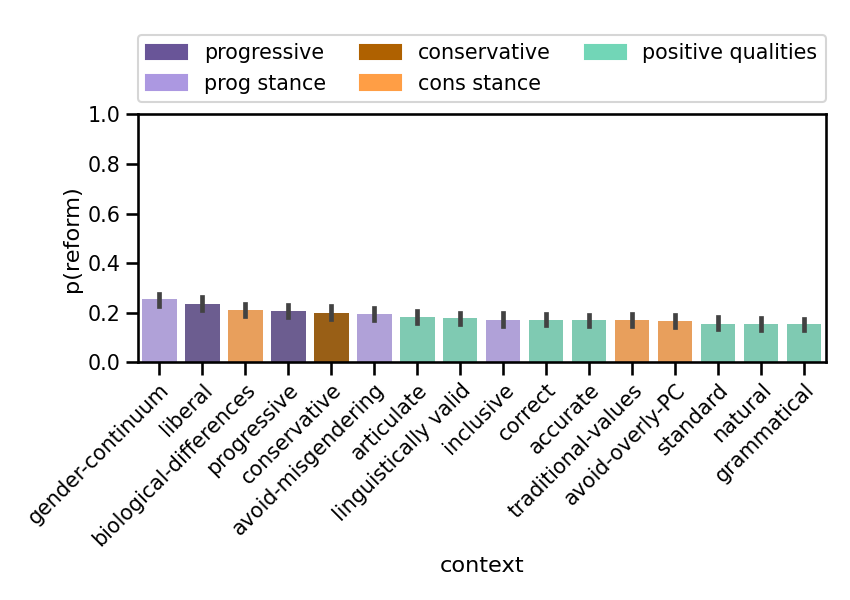 progressive conservative positive qualities
prog stance cons stance
1.0
0.8
0.6
0.4
0.2
0.0
p(reform)
gender-continuum
liberal
biological-differences
progressive
conservative
avoid-misgendering
articulate
linguistically valid
inclusive
correct
accurate
traditional-values
avoid-overly-PC
standard
natural
grammatical
context